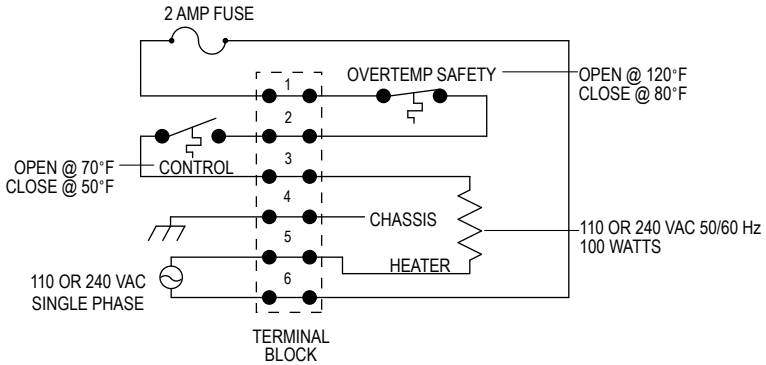 2 AMP FUSE
1
OVERTEMP SAFETY
OPEN @ 120°F
CLOSE @ 80°F
2
OPEN @ 70°F
CLOSE @ 50°F
CONTROL
3
4
CHASSIS
110 OR 240 VAC 50/60 Hz
100 WATTS
5
HEATER
110 OR 240 VAC
SINGLE PHASE
6
TERMINAL
BLOCK